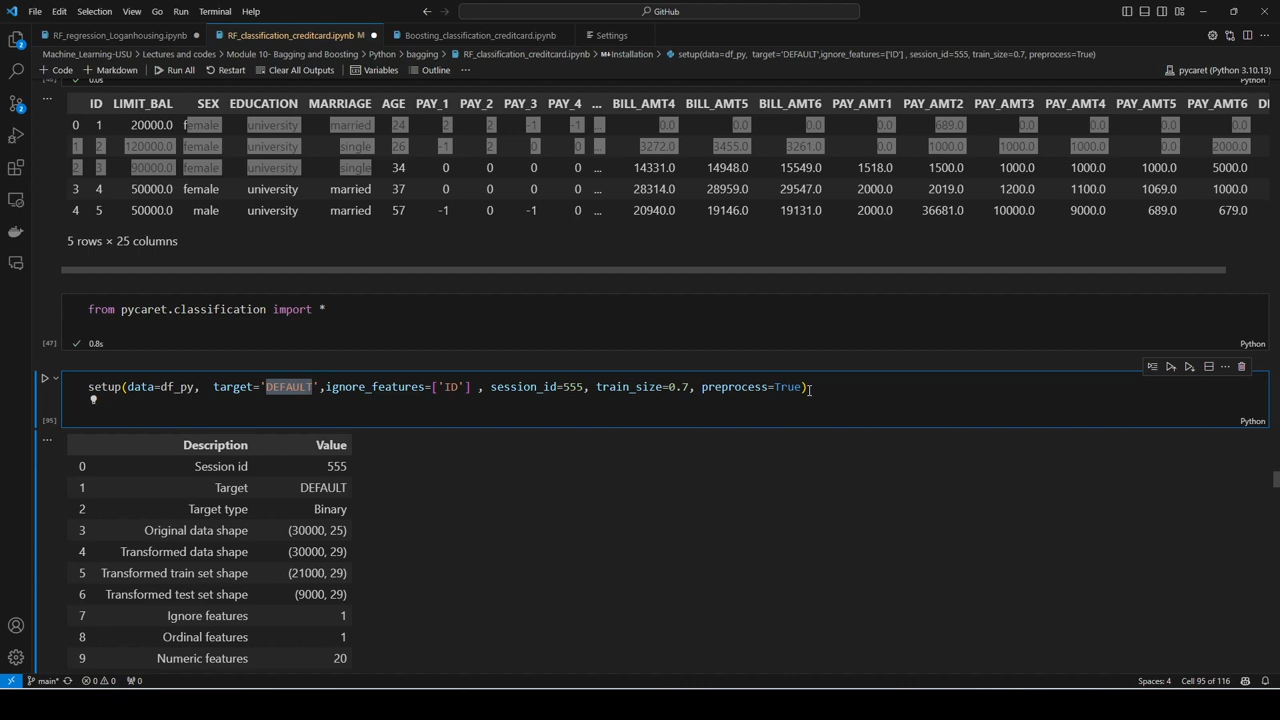 File Edit Selection View Go Run Terminal Help
GitHub
RF_regression_Loganhousing.ipynb
RF_classification_creditcard.ipynb M
Boosting_classification_creditcard.ipynb
Settings
Machine_Learning-USU > Lectures and codes > Module 10- Bagging and Boosting > Python > bagging > RF_classification_creditcard.ipynb > Installation > setup(data=df_py, target='DEFAULT',ignore_features=['ID'] , session_id=555, train_size=0.7, preprocess=True)
+ Code + Markdown Run All Restart Clear All Outputs Variables Outline ...
pycaret (Python 3.10.13)
[46] 0.0s Python
ID LIMIT_BAL SEX EDUCATION MARRIAGE AGE PAY_1 PAY_2 PAY_3 PAY_4 ... BILL_AMT4 BILL_AMT5 BILL_AMT6 PAY_AMT1 PAY_AMT2 PAY_AMT3 PAY_AMT4 PAY_AMT5 PAY_AMT6
0 1 20000.0 female university married 24 2 2 -1 -1 ... 0.0 0.0 0.0 0.0 689.0 0.0 0.0 0.0 0.0
1 2 120000.0 female university single 26 -1 2 0 0 ... 3272.0 3455.0 3261.0 0.0 1000.0 1000.0 1000.0 0.0 2000.0
2 3 90000.0 female university single 34 0 0 0 0 ... 14331.0 14948.0 15549.0 1518.0 1500.0 1000.0 1000.0 1000.0 5000.0
3 4 50000.0 female university married 37 0 0 0 0 ... 28314.0 28959.0 29547.0 2000.0 2019.0 1200.0 1100.0 1069.0 1000.0
4 5 50000.0 male university married 57 -1 0 -1 0 ... 20940.0 19146.0 19131.0 2000.0 36681.0 10000.0 9000.0 689.0 679.0
5 rows × 25 columns
from pycaret.classification import *
[47] 0.8s Python
setup(data=df_py, target='DEFAULT',ignore_features=['ID'] , session_id=555, train_size=0.7, preprocess=True)
[95] Python
Description Value
0 Session id 555
1 Target DEFAULT
2 Target type Binary
3 Original data shape (30000, 25)
4 Transformed data shape (30000, 29)
5 Transformed train set shape (21000, 29)
6 Transformed test set shape (9000, 29)
7 Ignore features 1
8 Ordinal features 1
9 Numeric features 20
main* 0 0 0 Spaces: 4 Cell 95 of 116